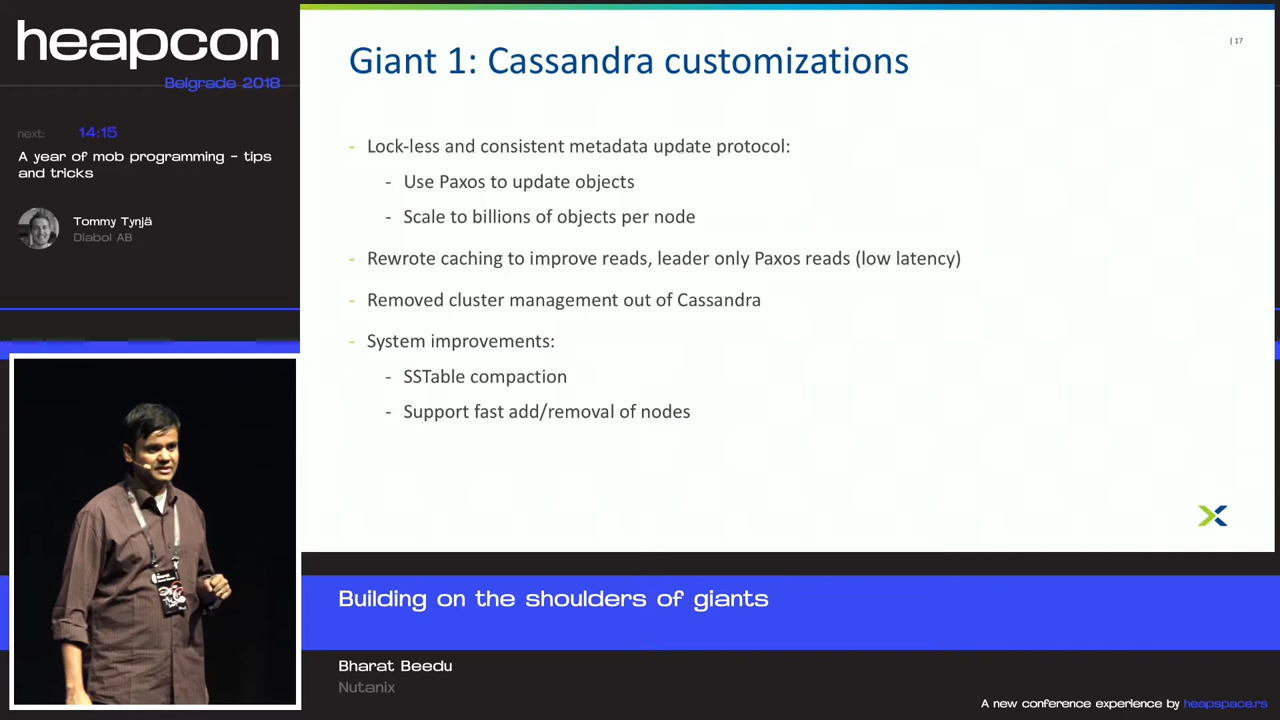 heapcon
Belgrade 2018
next: 14:15
A year of mob programming - tips
and tricks
Tommy Tynjä
Diabol AB
| 17
Giant 1: Cassandra customizations
- Lock-less and consistent metadata update protocol:
- Use Paxos to update objects
- Scale to billions of objects per node
- Rewrote caching to improve reads, leader only Paxos reads (low latency)
- Removed cluster management out of Cassandra
- System improvements:
- SSTable compaction
- Support fast add/removal of nodes
Building on the shoulders of giants
Bharat Beedu
Nutanix
A new conference experience by heapspace.rs